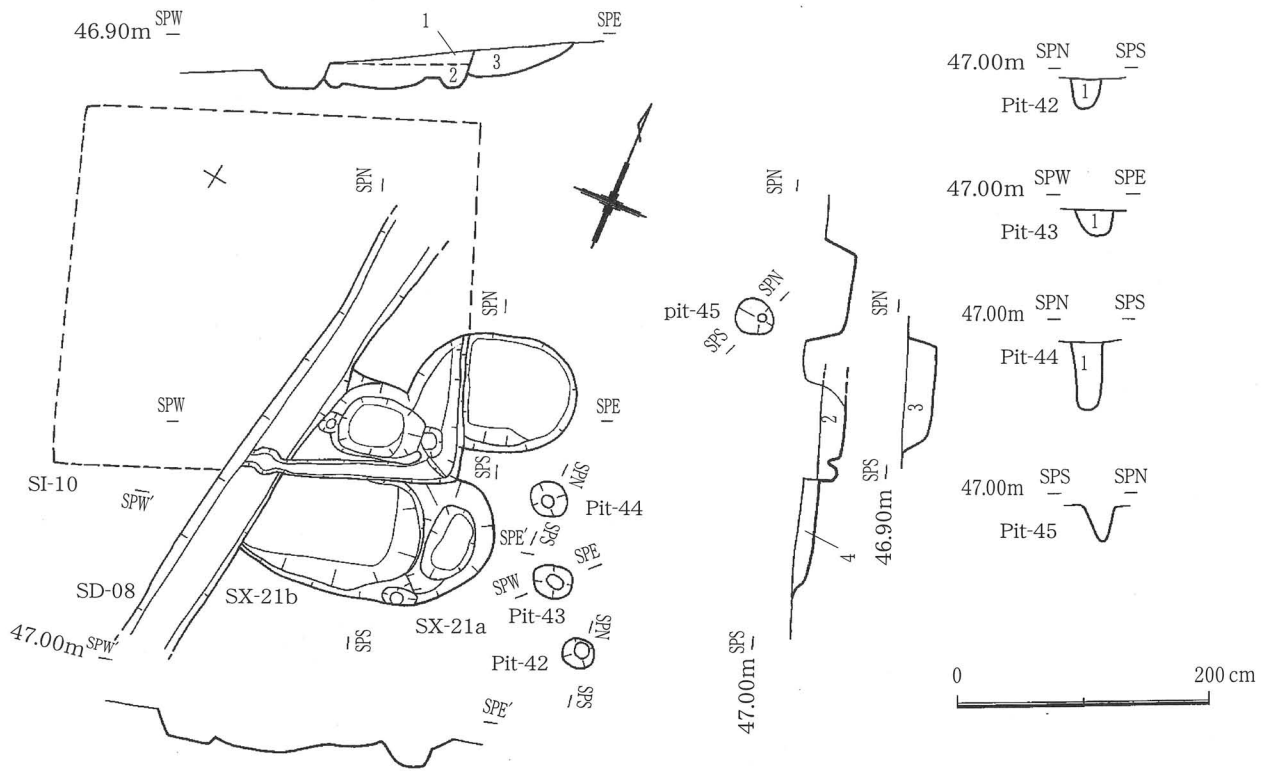 46.90m SPW
1
SPE
2
3
SPN
SPN
SPW
SPE
SI-10
SPW'
SPS
SPN
Pit-44
SPS
SPE'
SPE
SPW
Pit-43
SD-08
SX-21b
SX-21a
SPN
Pit-42
SPS
SPS
47.00m SPW'
SPE'
SPN
pit-45
SPN
SPS
SPN
2
3
SPS
46.90m
4
SPS
47.00m
47.00m SPN SPS
1
Pit-42
47.00m SPW SPE
1
Pit-43
47.00m SPN SPS
1
Pit-44
47.00m SPS SPN
Pit-45
0 200 cm